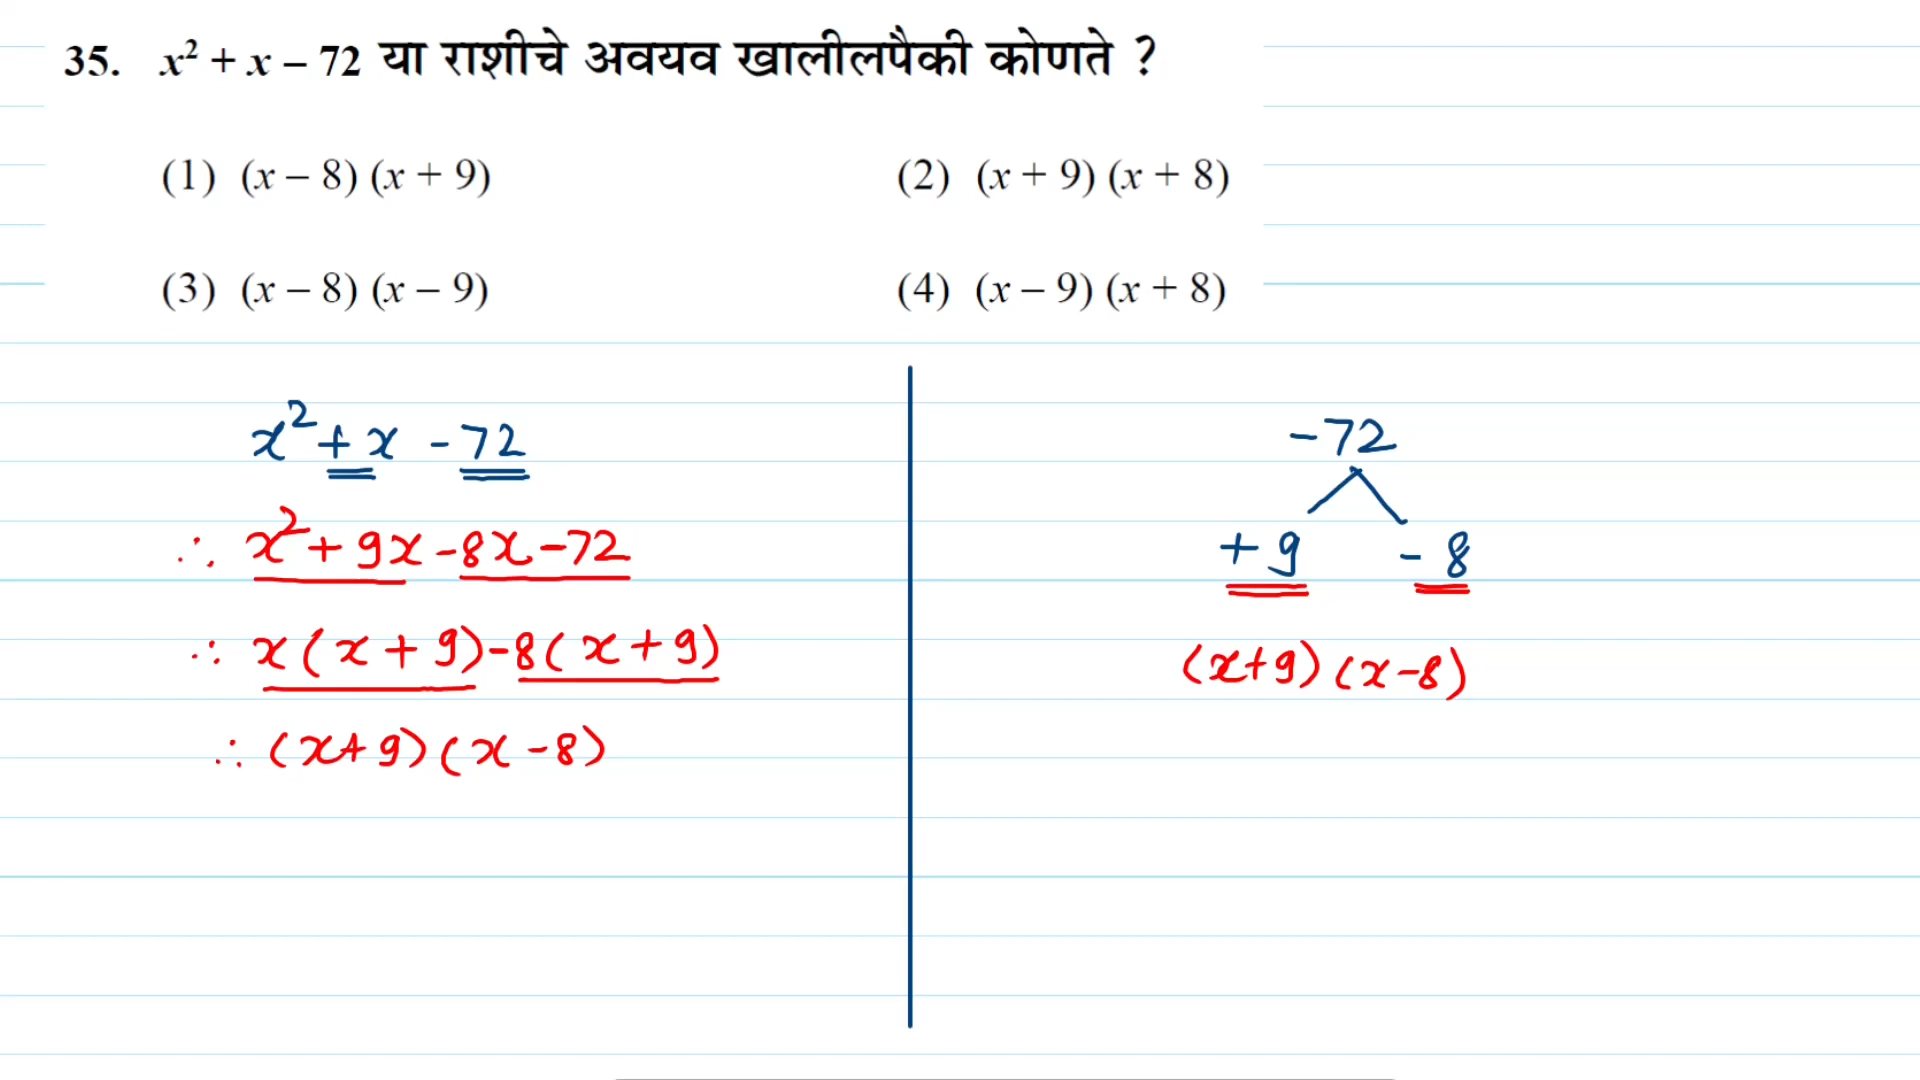 35. x² + x – 72 या राशीचे अवयव खालीलपैकी कोणते ?
(1) (x – 8) (x + 9)
(2) (x + 9) (x + 8)
(3) (x – 8) (x – 9)
(4) (x – 9) (x + 8)
x² + x - 72
∴ x² + 9x - 8x - 72
∴ x(x + 9) - 8(x + 9)
∴ (x+9)(x - 8)
-72
+9 -8
(x+9)(x-8)